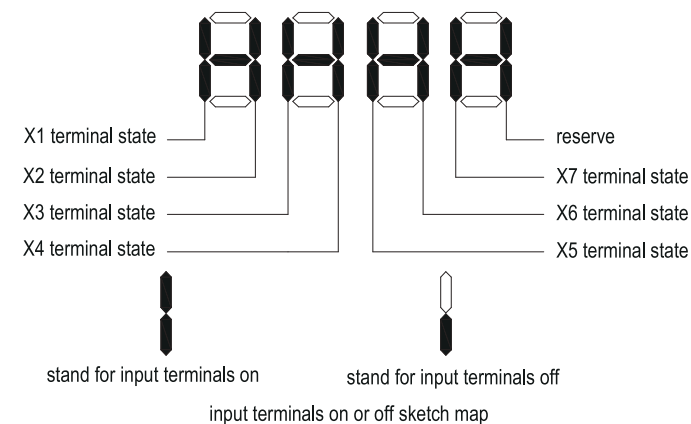 X1 terminal state
reserve
X2 terminal state
X7 terminal state
X3 terminal state
X6 terminal state
X4 terminal state
X5 terminal state
stand for input terminals on
stand for input terminals off
input terminals on or off sketch map